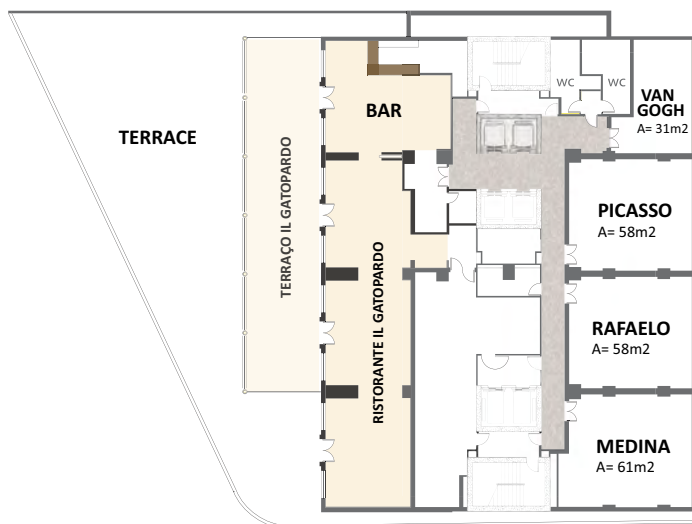 WC
WC
VAN
GOGH
A= 31m2
BAR
TERRACE
TERRAÇO IL GATOPARDO
PICASSO
A= 58m2
RISTORANTE IL GATOPARDO
RAFAELO
A= 58m2
MEDINA
A= 61m2